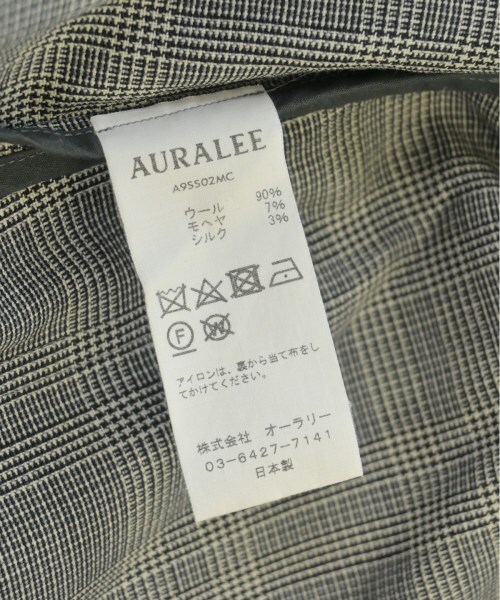 AURALEE
A9SS02MC
ウール 90%
モヘヤ 7%
シルク 3%
F W
アイロンは、裏から当て布をし
てかけてください。
株式会社 オーラリー
03-6427-7141
日本製